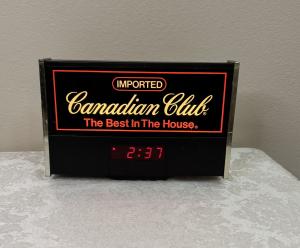 IMPORTED
Canadian Club®
The Best In The House®
2:37